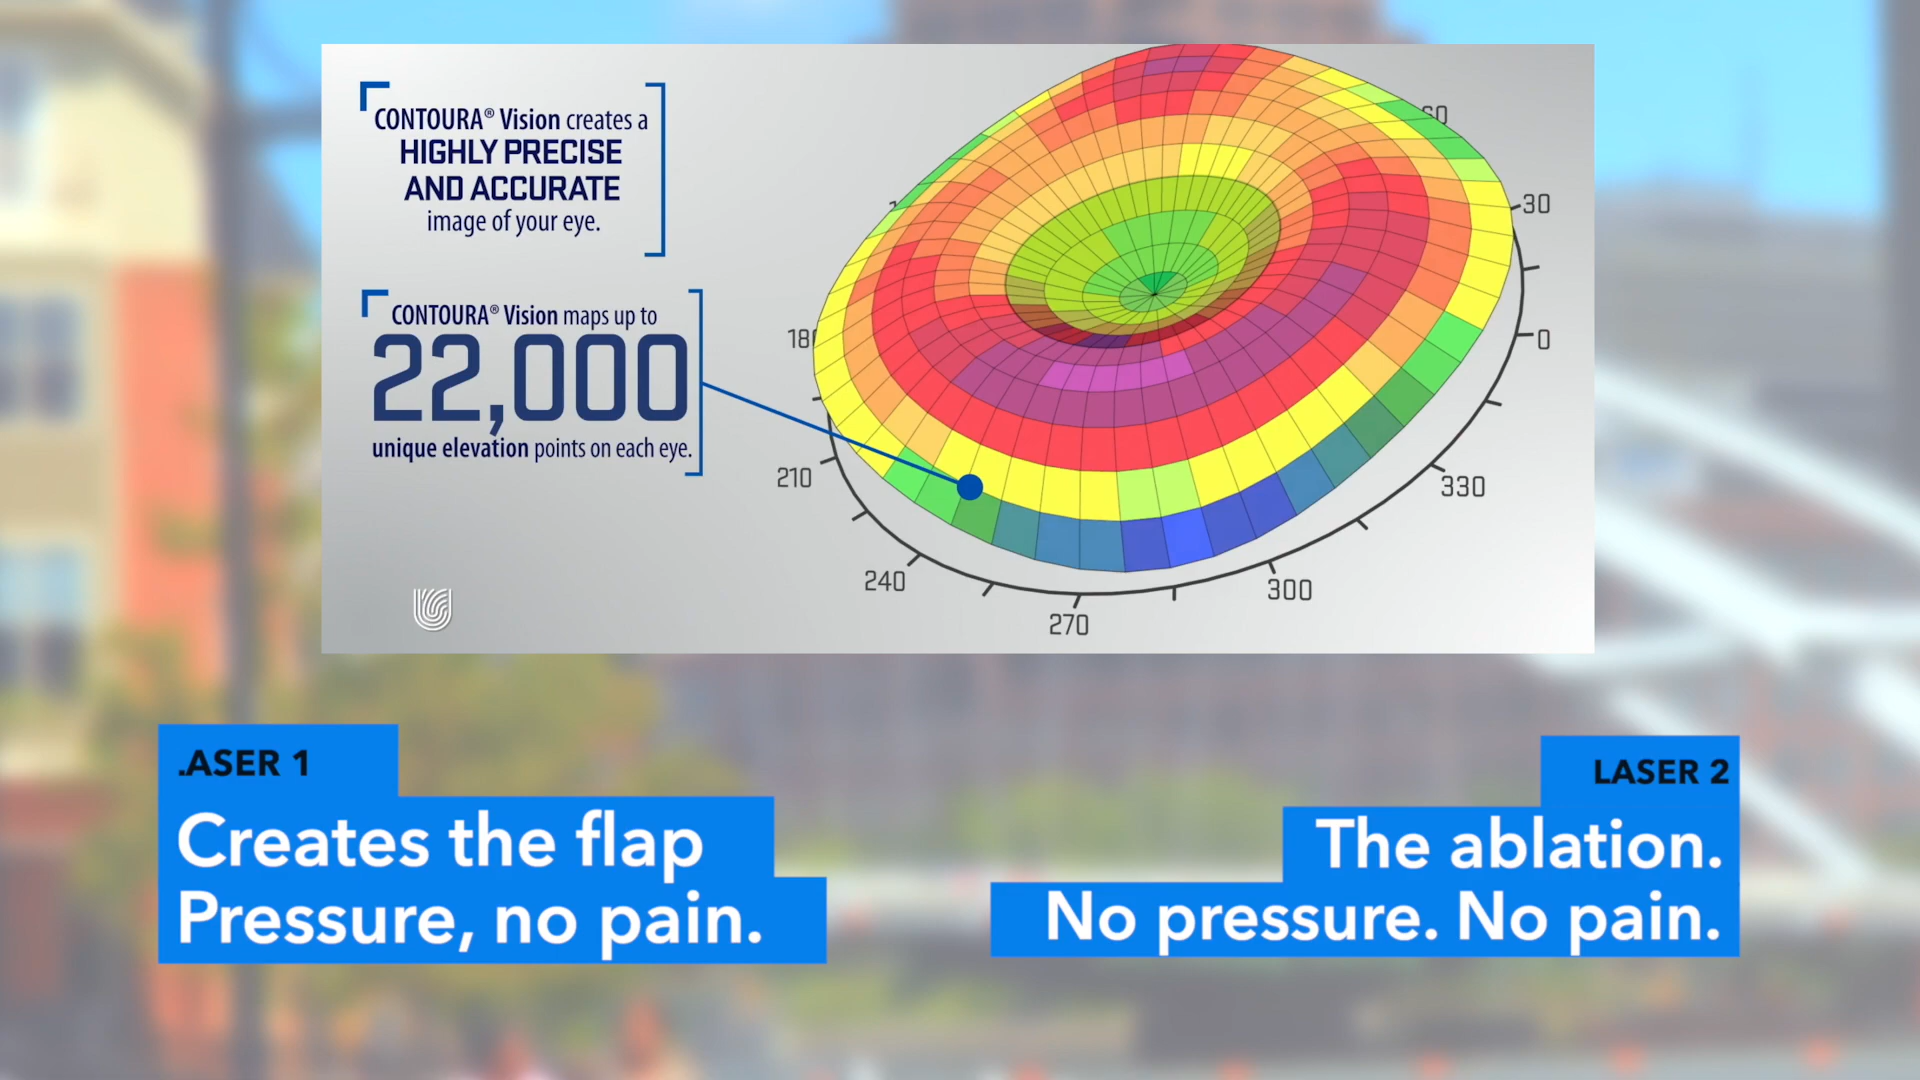 CONTOURA® Vision creates a
HIGHLY PRECISE
AND ACCURATE
image of your eye.
CONTOURA® Vision maps up to
22,000
unique elevation points on each eye.
60
30
0
330
300
270
240
210
18
.ASER 1
Creates the flap
Pressure, no pain.
LASER 2
The ablation.
No pressure. No pain.